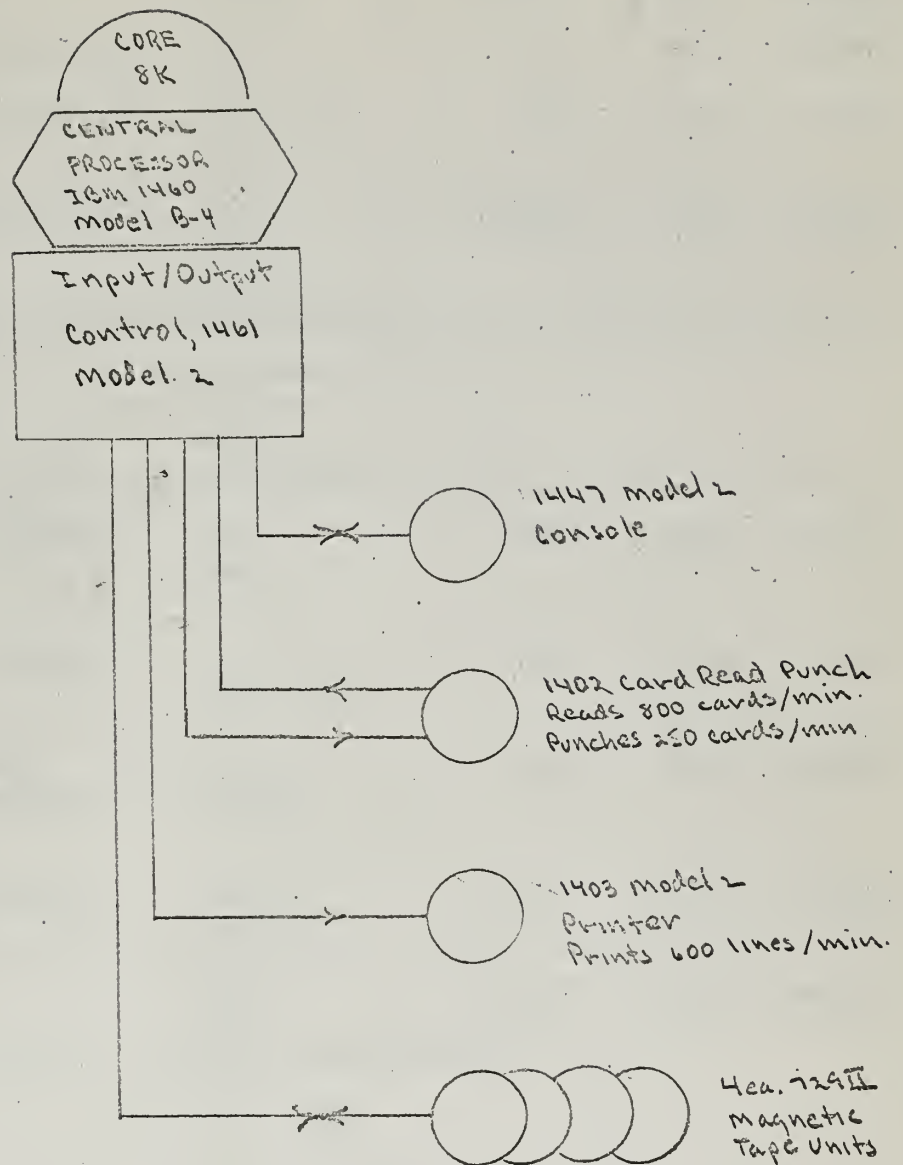 CORE
8K
CENTRAL
PROCESSOR
IBM 1460
Model B-4
Input/Output
Control, 1461
Model 2
1447 Model 2
Console
1402 Card Read Punch
Reads 800 cards/min.
Punches 250 cards/min
1403 Model 2
Printer
Prints 600 lines/min.
4ea. 729II
Magnetic
Tape Units